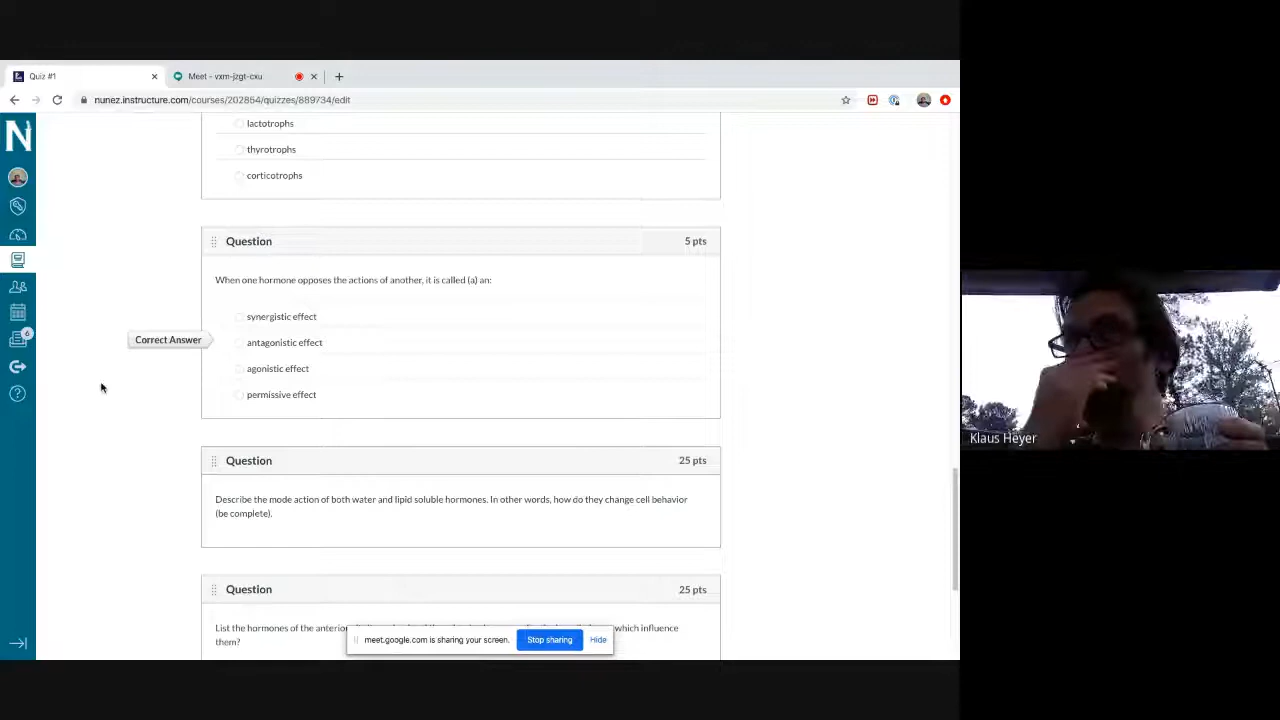 Quiz #1
Meet - vxm-jzgt-cxu
nunez.instructure.com/courses/202854/quizzes/889734/edit
N
lactotrophs
thyrotrophs
corticotrophs
Question 5 pts
When one hormone opposes the actions of another, it is called (a) an:
synergistic effect
Correct Answer
antagonistic effect
agonistic effect
permissive effect
6
Question 25 pts
Describe the mode action of both water and lipid soluble hormones. In other words, how do they change cell behavior
(be complete).
Question 25 pts
List the hormones of the anterior which influence
them?
meet.google.com is sharing your screen. Stop sharing Hide
Klaus Heyer